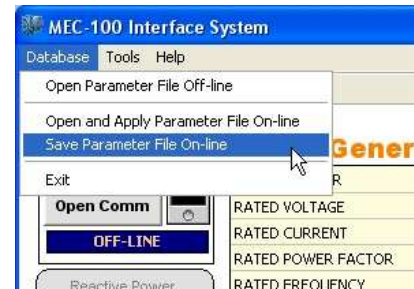 MEC-100 Interface System
Database Tools Help
Open Parameter File Off-line
Open and Apply Parameter File On-line
Save Parameter File On-line
Gener
Exit
R
Open Comm
RATED VOLTAGE
OFF-LINE
RATED CURRENT
RATED POWER FACTOR
Reactive Power
RATED FREQUENCY